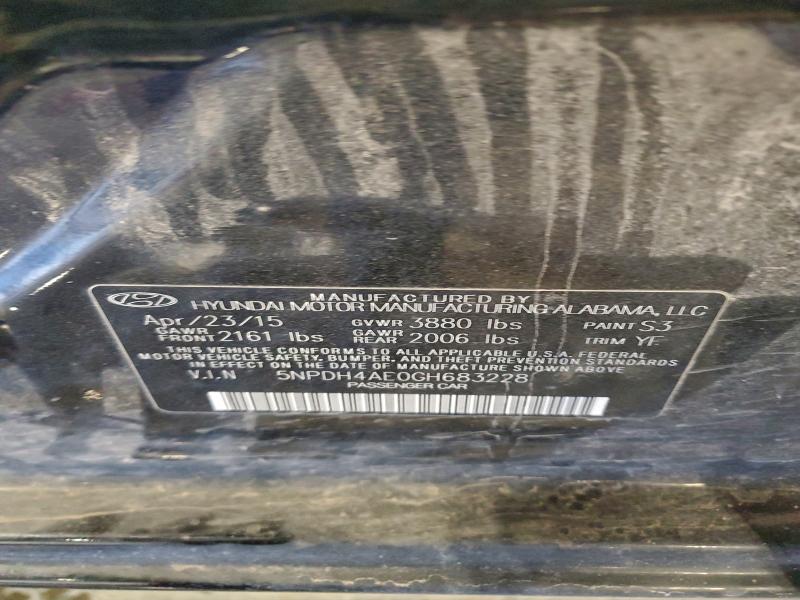 MANUFACTURED BY
HYUNDAI MOTOR MANUFACTURING ALABAMA, LLC
Apr/23/15 GVWR 3880 lbs PAINT S3
GAWR FRONT 2161 lbs GAWR REAR 2006 lbs TRIM YF
THIS VEHICLE CONFORMS TO ALL APPLICABLE U.S.A. FEDERAL
MOTOR VEHICLE SAFETY, BUMPER, AND THEFT PREVENTION STANDARDS
IN EFFECT ON THE DATE OF MANUFACTURE SHOWN ABOVE
V.I.N 5NPDH4AE0GH683228
PASSENGER CAR